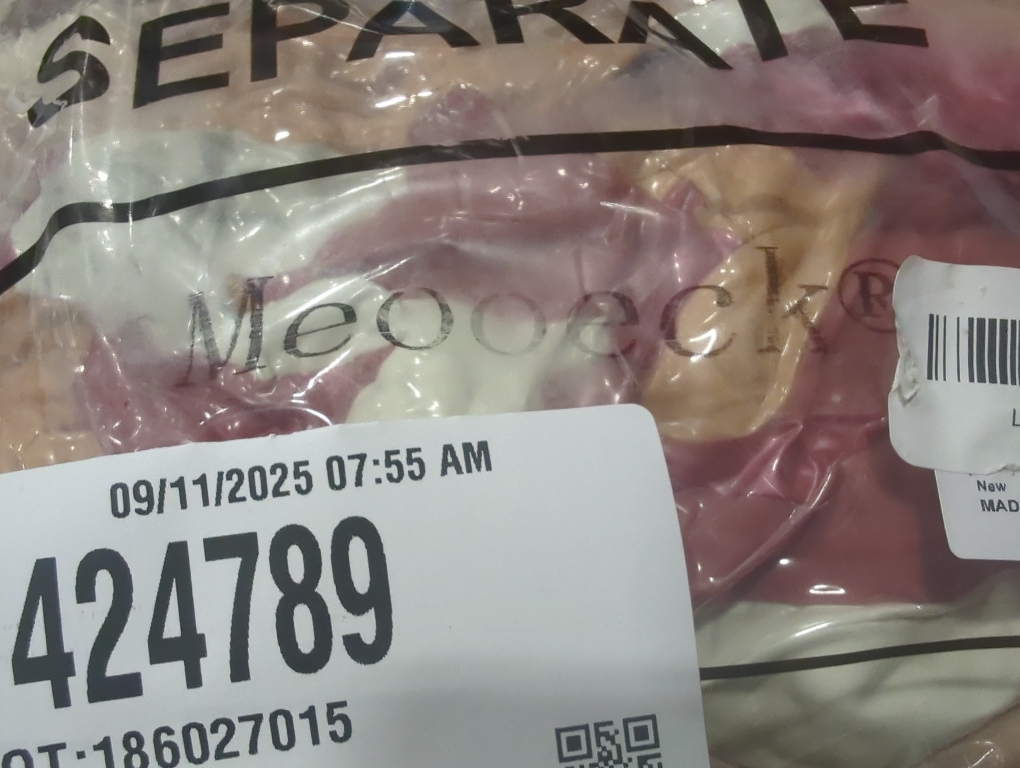 SEPARATE
Meooeck®
09/11/2025 07:55 AM
424789
OT:186027015
L
New
MAD